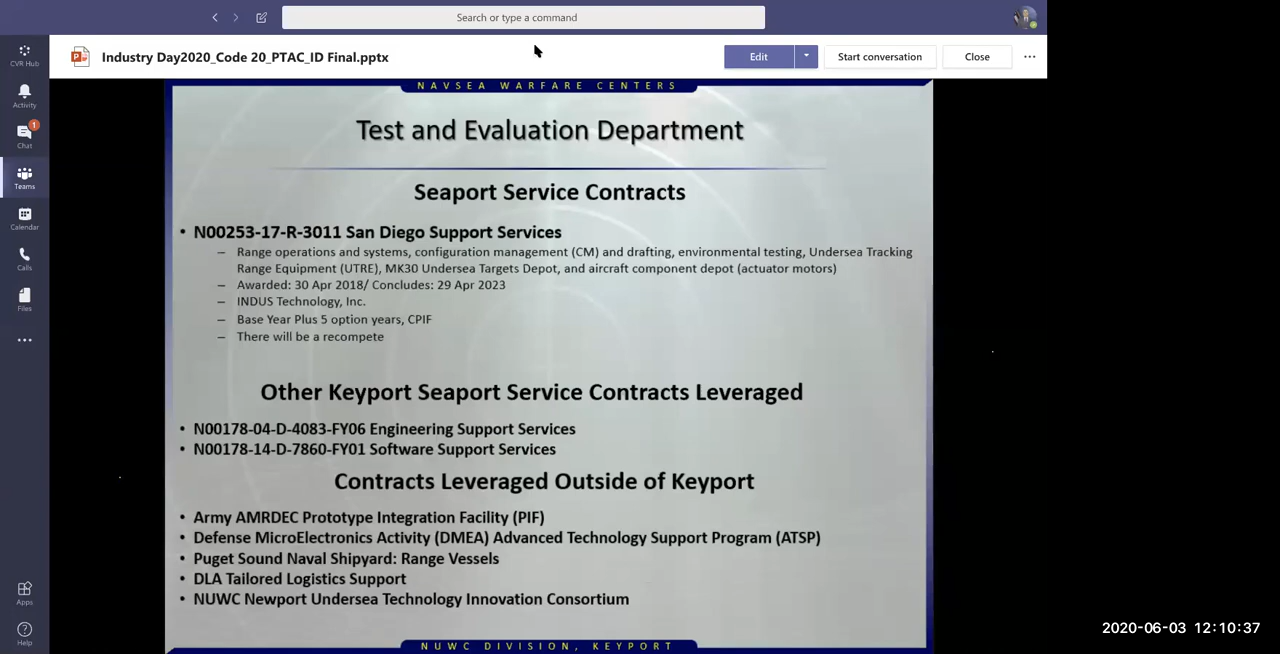 Search or type a command
Industry Day2020_Code 20_PTAC_ID Final.pptx
Edit
Start conversation
Close
CVR Hub
Activity
1
Chat
Teams
Calendar
Calls
Files
Apps
Help
NAVSEA WARFARE CENTERS
Test and Evaluation Department
Seaport Service Contracts
• N00253-17-R-3011 San Diego Support Services
– Range operations and systems, configuration management (CM) and drafting, environmental testing, Undersea Tracking
Range Equipment (UTRE), MK30 Undersea Targets Depot, and aircraft component depot (actuator motors)
– Awarded: 30 Apr 2018/ Concludes: 29 Apr 2023
– INDUS Technology, Inc.
– Base Year Plus 5 option years, CPIF
– There will be a recompete
Other Keyport Seaport Service Contracts Leveraged
• N00178-04-D-4083-FY06 Engineering Support Services
• N00178-14-D-7860-FY01 Software Support Services
Contracts Leveraged Outside of Keyport
• Army AMRDEC Prototype Integration Facility (PIF)
• Defense MicroElectronics Activity (DMEA) Advanced Technology Support Program (ATSP)
• Puget Sound Naval Shipyard: Range Vessels
• DLA Tailored Logistics Support
• NUWC Newport Undersea Technology Innovation Consortium
NUWC DIVISION, KEYPORT
2020-06-03 12:10:37